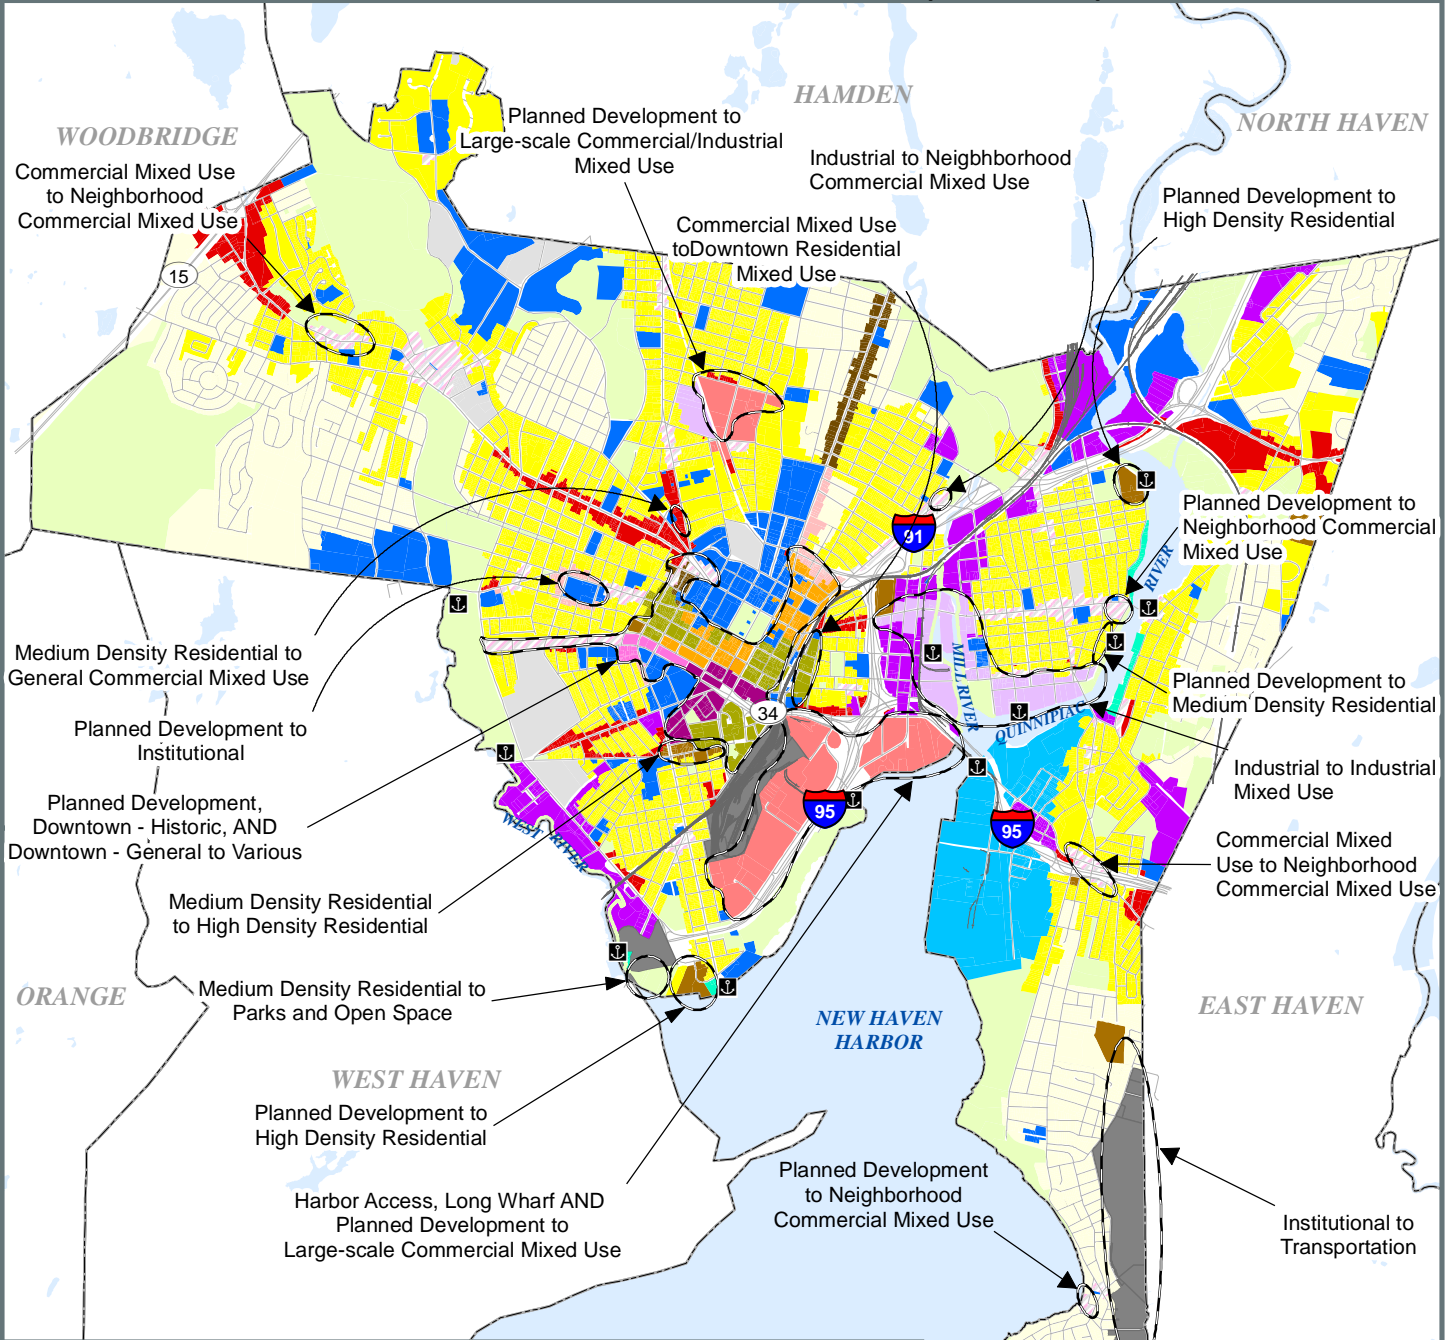 HAMDEN
NORTH HAVEN
WOODBRIDGE
Planned Development to
Large-scale Commercial/Industrial
Mixed Use
Industrial to Neigbhborhood
Commercial Mixed Use
Commercial Mixed Use
to Neighborhood
Commercial Mixed Use
Planned Development to
High Density Residential
Commercial Mixed Use
toDowntown Residential
Mixed Use
15
Planned Development to
Neighborhood Commercial
Mixed Use
91
RIVER
Medium Density Residential to
General Commercial Mixed Use
MILL RIVER
Planned Development to
Medium Density Residential
34
QUINNIPIAC
Planned Development to
Institutional
Industrial to Industrial
Mixed Use
Planned Development,
Downtown - Historic, AND
Downtown - General to Various
95
95
WEST RIVER
Commercial Mixed
Use to Neighborhood
Commercial Mixed Use
Medium Density Residential
to High Density Residential
ORANGE
Medium Density Residential to
Parks and Open Space
EAST HAVEN
NEW HAVEN
HARBOR
WEST HAVEN
Planned Development to
High Density Residential
Planned Development
to Neighborhood
Commercial Mixed Use
Harbor Access, Long Wharf AND
Planned Development to
Large-scale Commercial Mixed Use
Institutional to
Transportation